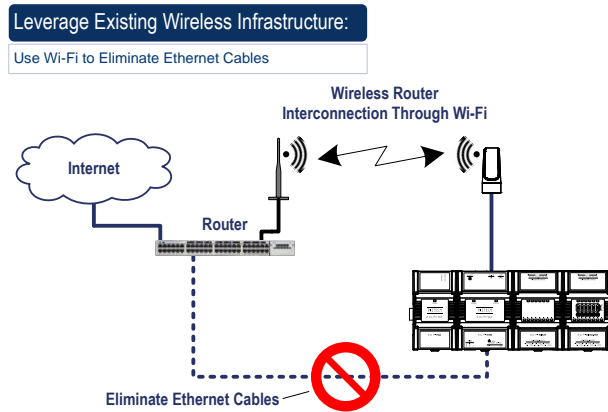 Leverage Existing Wireless Infrastructure:
Use Wi-Fi to Eliminate Ethernet Cables
Wireless Router
Interconnection Through Wi-Fi
Internet
Router
Eliminate Ethernet Cables